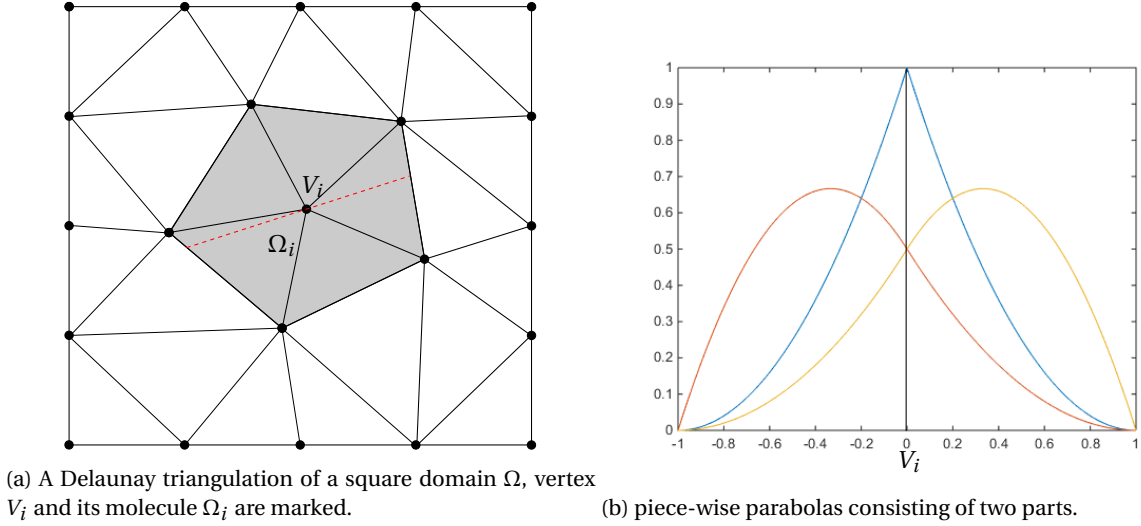 V_i
Ω_i
(a) A Delaunay triangulation of a square domain Ω, vertex
V_i and its molecule Ω_i are marked.
1
0.9
0.8
0.7
0.6
0.5
0.4
0.3
0.2
0.1
0
-1 -0.8 -0.6 -0.4 -0.2 0 0.2 0.4 0.6 0.8 1
V_i
(b) piece-wise parabolas consisting of two parts.